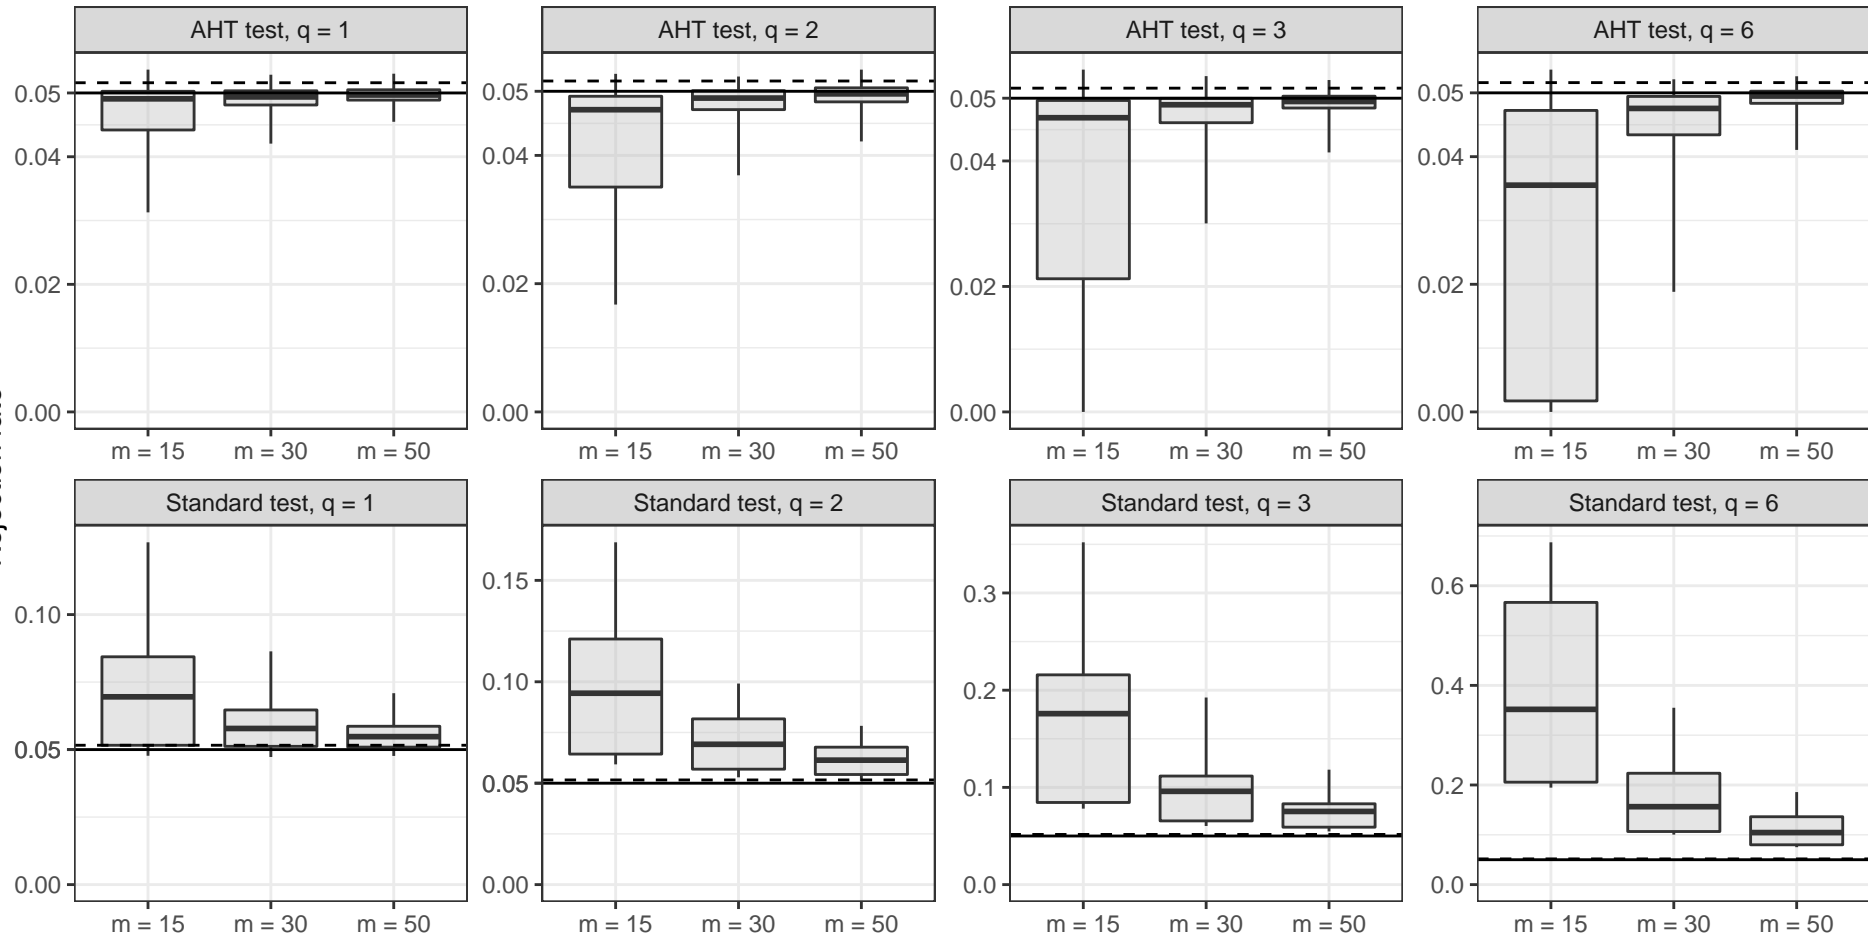 AHT test, q = 1
AHT test, q = 2
AHT test, q = 3
AHT test, q = 6
0.05
0.04
0.02
0.00
0.05
0.04
0.02
0.00
0.05
0.04
0.02
0.00
0.05
0.04
0.02
0.00
m = 15 m = 30 m = 50
m = 15 m = 30 m = 50
m = 15 m = 30 m = 50
m = 15 m = 30 m = 50
Standard test, q = 1
Standard test, q = 2
Standard test, q = 3
Standard test, q = 6
0.10
0.05
0.00
0.15
0.10
0.05
0.00
0.3
0.2
0.1
0.0
0.6
0.4
0.2
0.0
m = 15 m = 30 m = 50
m = 15 m = 30 m = 50
m = 15 m = 30 m = 50
m = 15 m = 30 m = 50